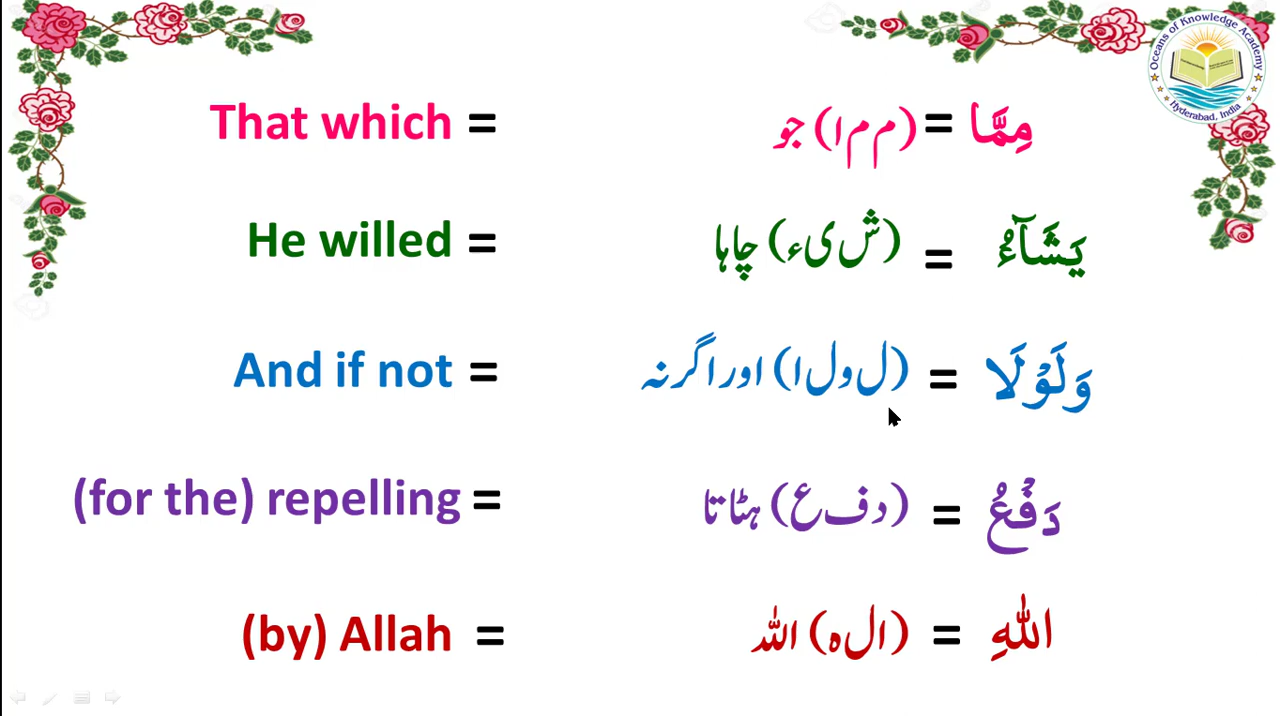 Oceans of Knowledge Academy
Hyderabad, India
مِمَّا = (م م ا) جو = That which
يَشَآءُ = (ش ی ء) چاہا = He willed
وَلَوْلَا = (ل و ل ا) اور اگر نہ = And if not
دَفْعُ = (د ف ع) ہٹاتا = (for the) repelling
اللّٰهِ = (ا ل ہ) اللہ = (by) Allah